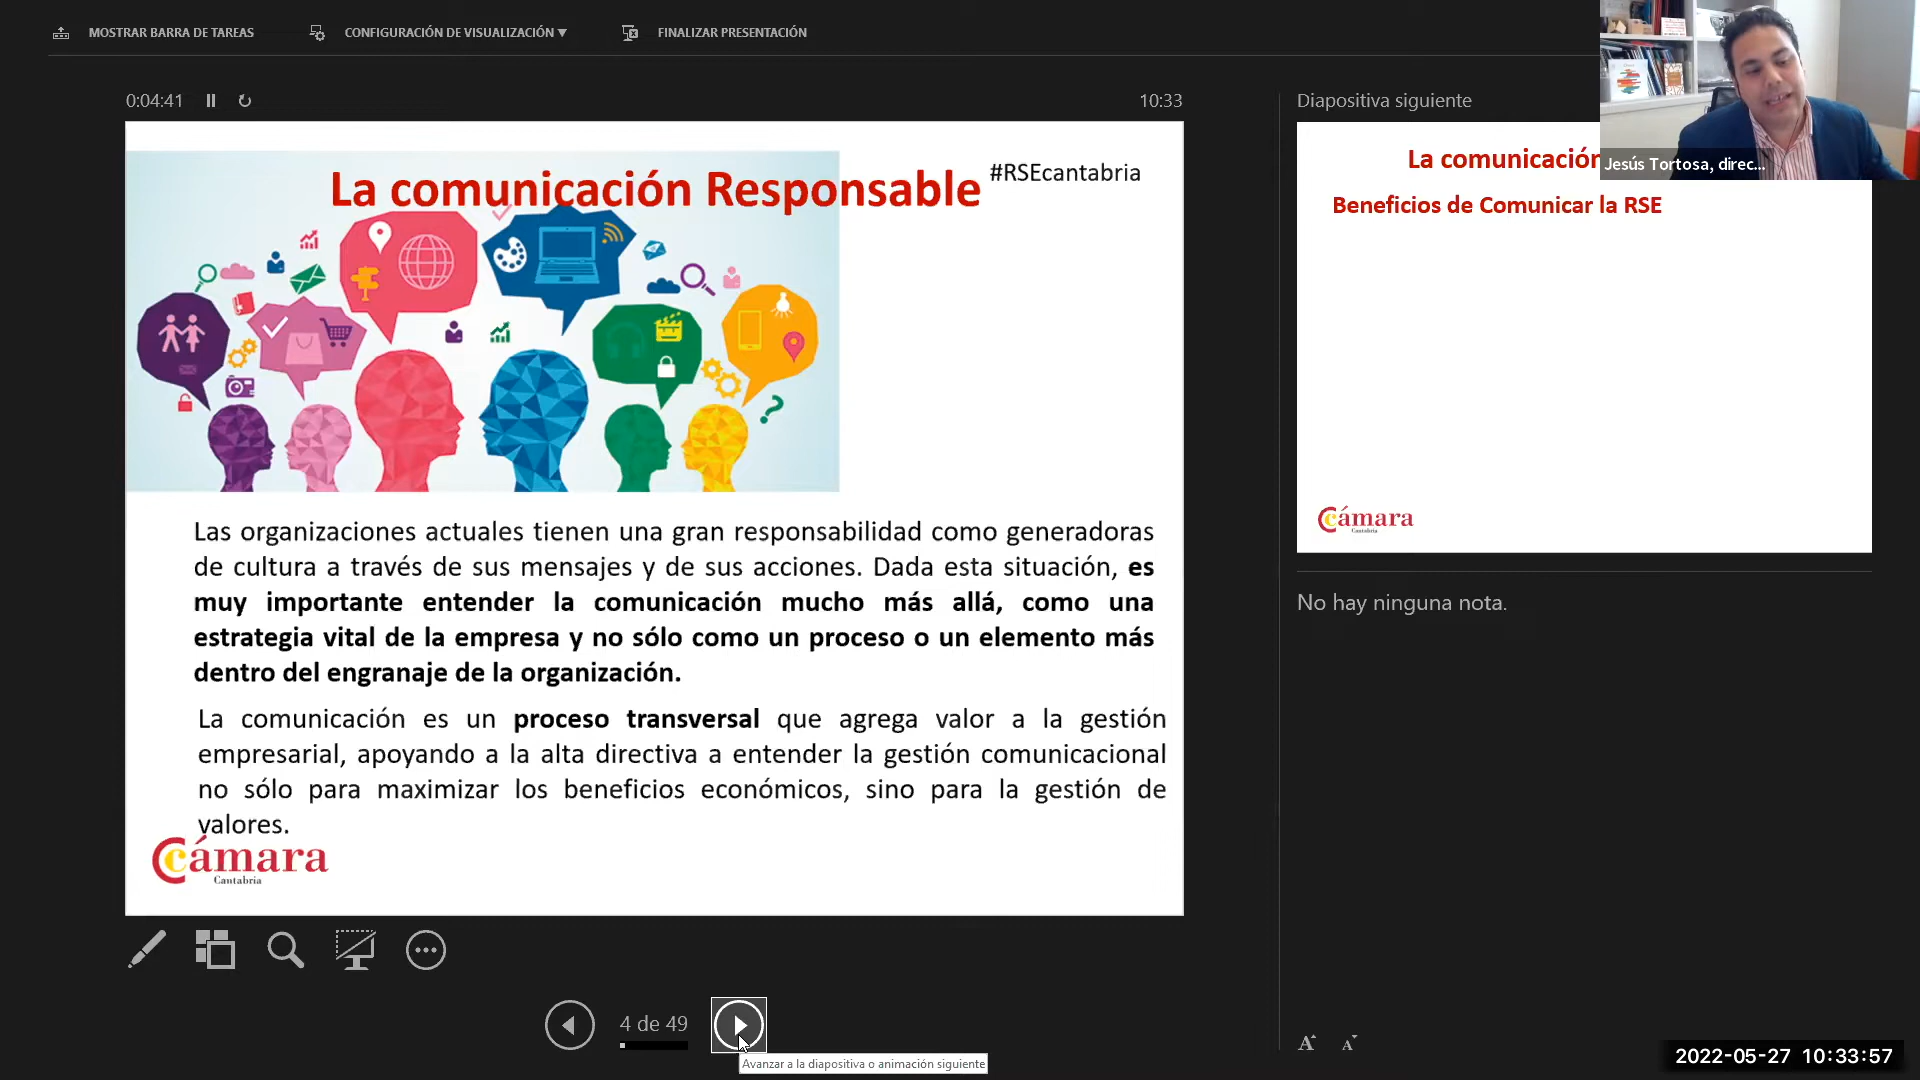 MOSTRAR BARRA DE TAREAS
CONFIGURACIÓN DE VISUALIZACIÓN ▼
FINALIZAR PRESENTACIÓN
0:04:41
10:33
La comunicación Responsable
#RSEcantabria
Las organizaciones actuales tienen una gran responsabilidad como generadoras
de cultura a través de sus mensajes y de sus acciones. Dada esta situación, es
muy importante entender la comunicación mucho más allá, como una
estrategia vital de la empresa y no sólo como un proceso o un elemento más
dentro del engranaje de la organización.
La comunicación es un proceso transversal que agrega valor a la gestión
empresarial, apoyando a la alta directiva a entender la gestión comunicacional
no sólo para maximizar los beneficios económicos, sino para la gestión de
valores.
Cámara
Cantabria
4 de 49
Avanzar a la diapositiva o animación siguiente
Diapositiva siguiente
La comunicación
Jesús Tortosa, direc...
Beneficios de Comunicar la RSE
Cámara
Cantabria
No hay ninguna nota.
A A
2022-05-27 10:33:57